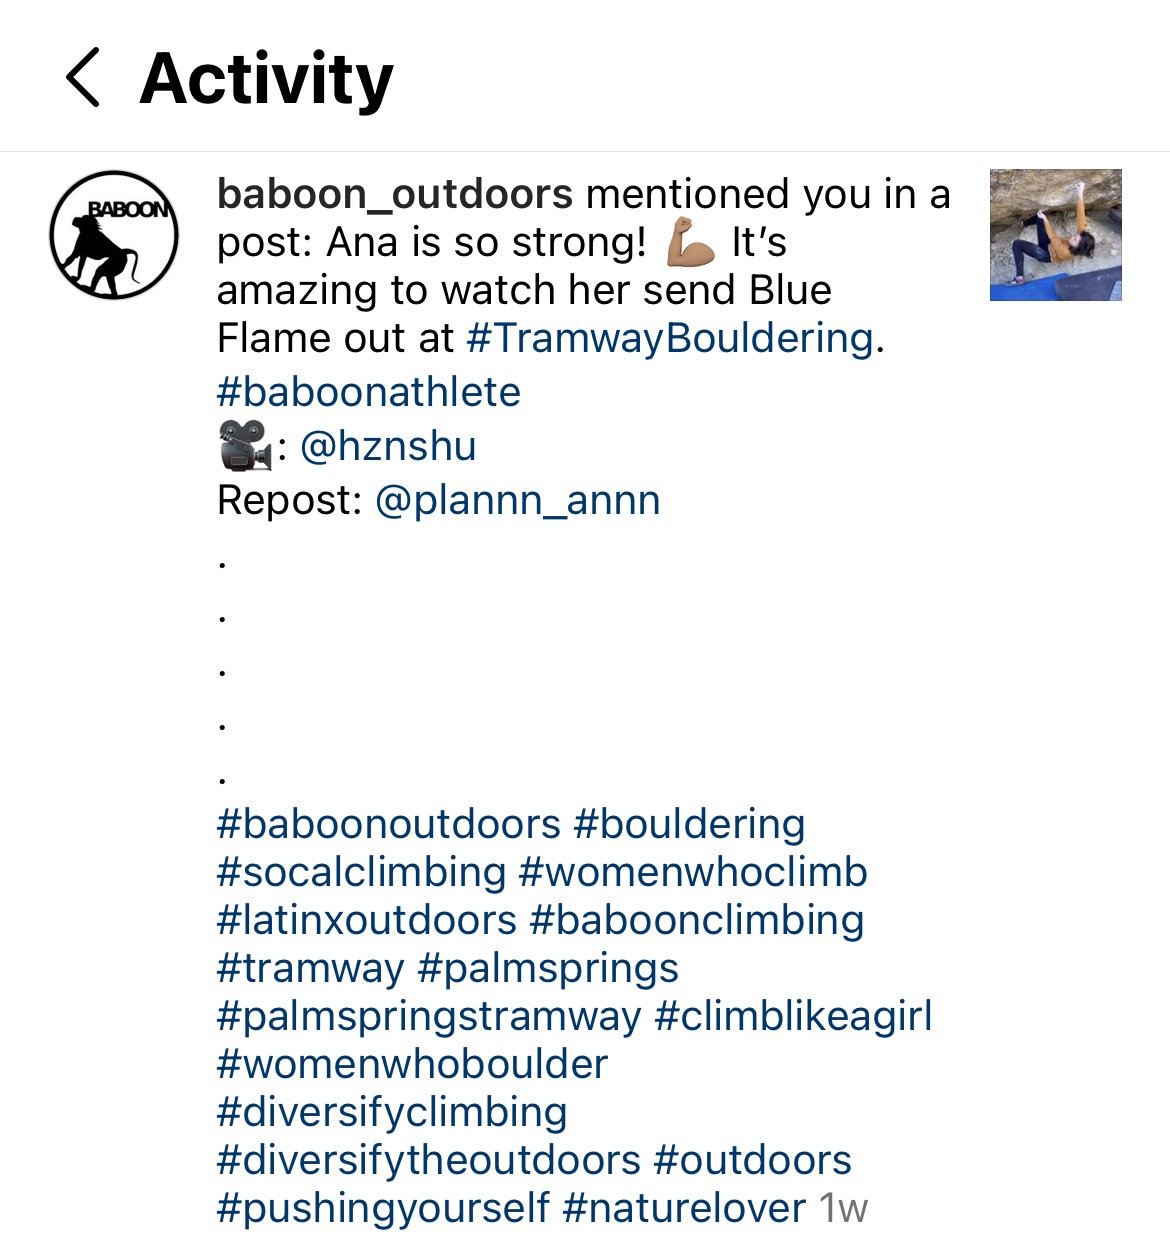 Activity
BABOON
baboon_outdoors mentioned you in a
post: Ana is so strong! 💪🏽 It’s
amazing to watch her send Blue
Flame out at #TramwayBouldering.
#baboonathlete
🎥: @hznshu
Repost: @plannn_annn
.
.
.
.
.
#baboonoutdoors #bouldering
#socalclimbing #womenwhoclimb
#latinxoutdoors #baboonclimbing
#tramway #palmsprings
#palmspringstramway #climblikeagirl
#womenwhoboulder
#diversifyclimbing
#diversifytheoutdoors #outdoors
#pushingyourself #naturelover 1w